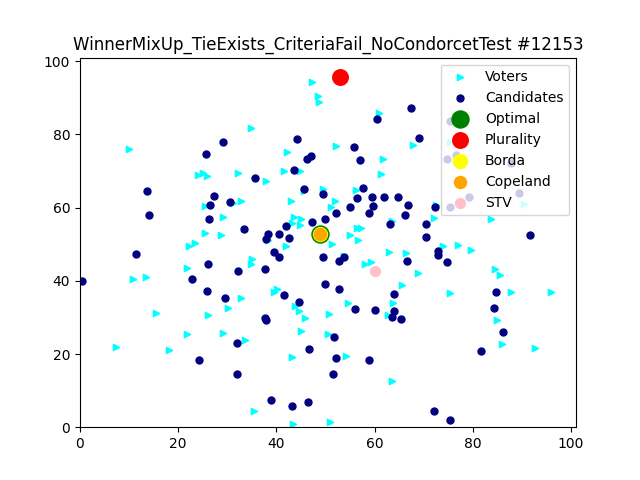 WinnerMixUp_TieExists_CriteriaFail_NoCondorcetTest #12153
100
80
60
40
20
0
0
20
40
60
80
100
Voters
Candidates
Optimal
Plurality
Borda
Copeland
STV